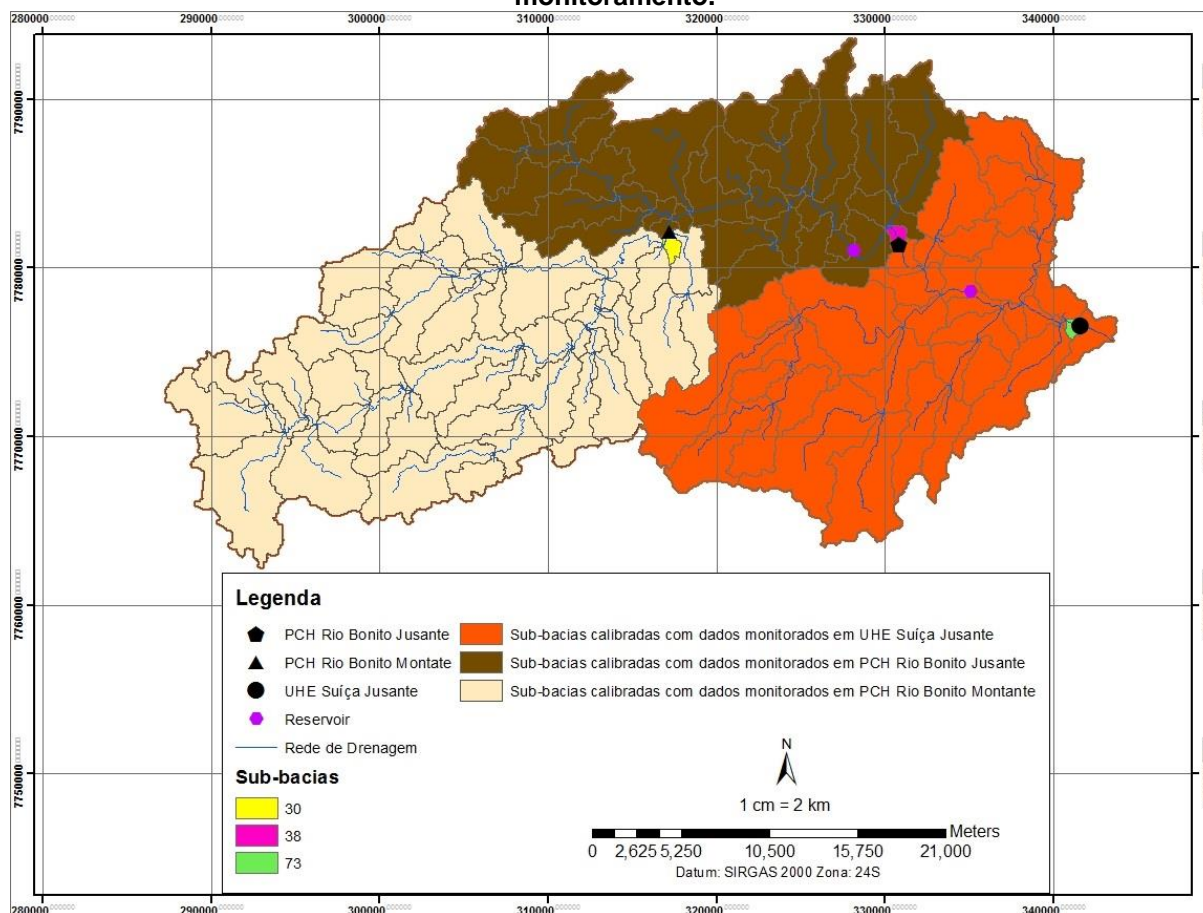 monitoramento.
280000 290000 300000 310000 320000 330000 340000
7790000
7780000
7770000
7760000
7750000
Legenda
PCH Rio Bonito Jusante
PCH Rio Bonito Montate
UHE Suíça Jusante
Reservoir
Rede de Drenagem
Sub-bacias calibradas com dados monitorados em UHE Suíça Jusante
Sub-bacias calibradas com dados monitorados em PCH Rio Bonito Jusante
Sub-bacias calibradas com dados monitorados em PCH Rio Bonito Montante
Sub-bacias
30
38
73
N
1 cm = 2 km
Meters
0 2,625 5,250 10,500 15,750 21,000
Datum: SIRGAS 2000 Zona: 24S
280000 290000 300000 310000 320000 330000 340000